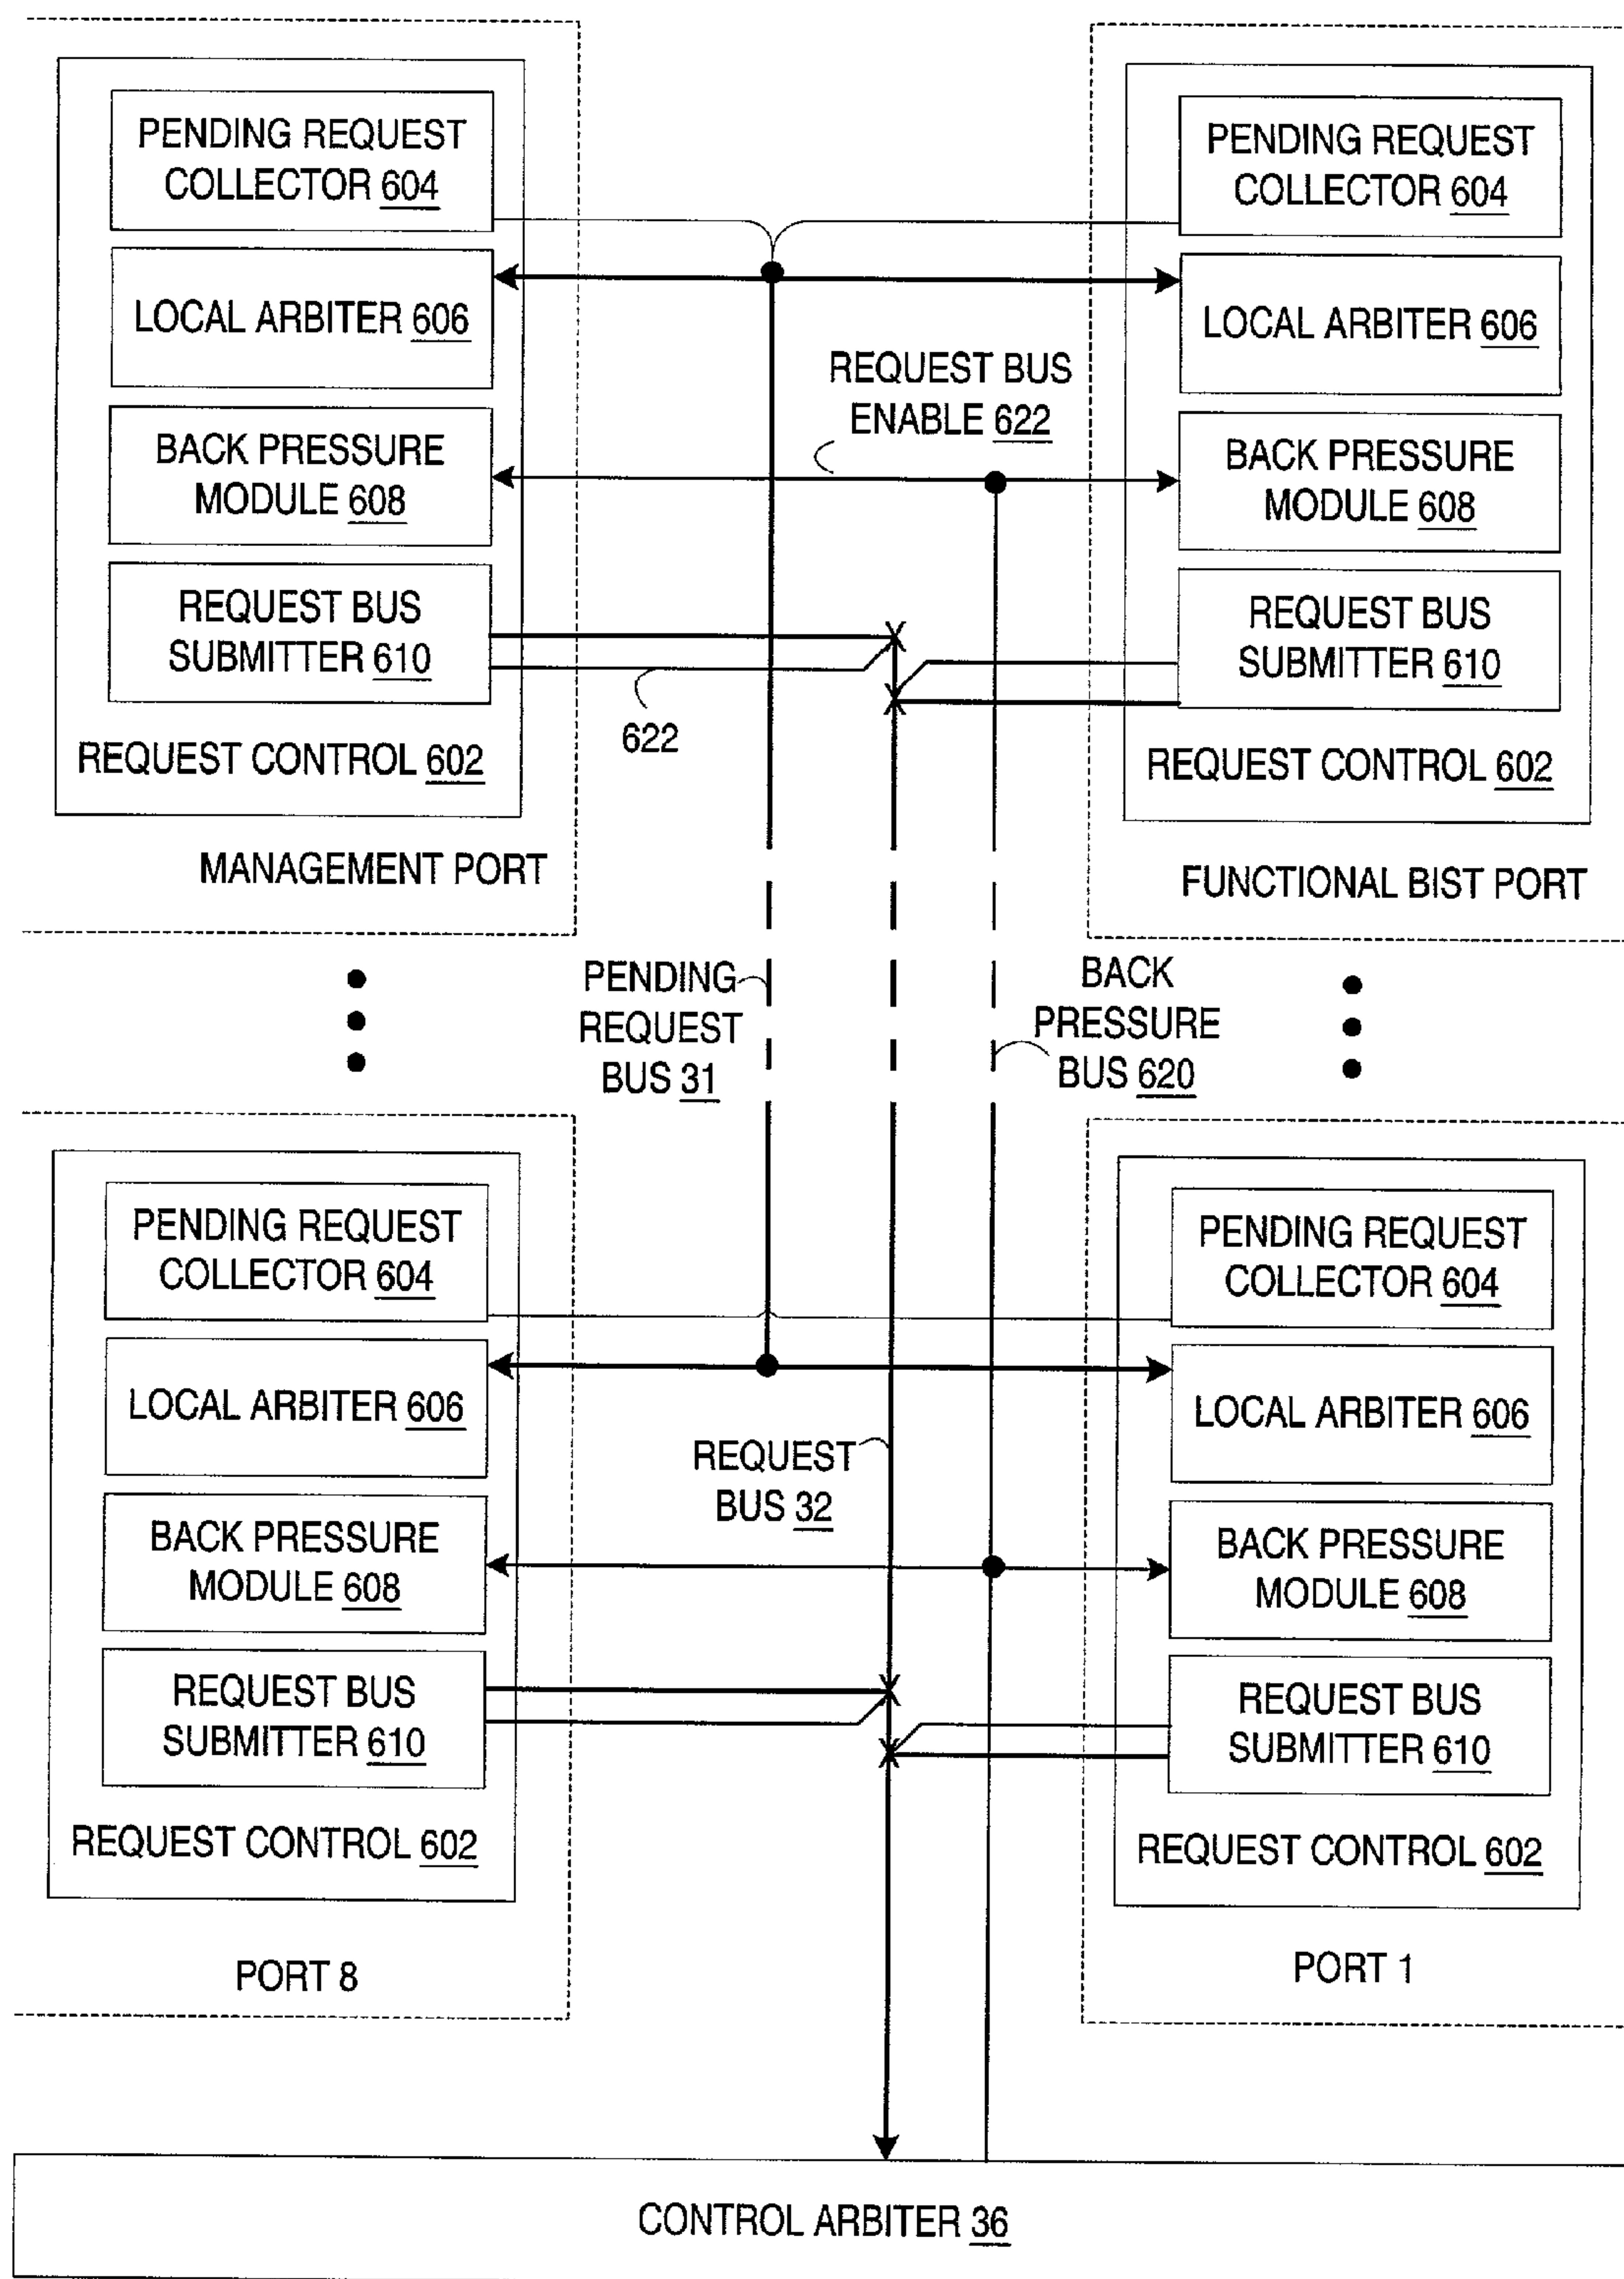 PENDING REQUEST
COLLECTOR 604
LOCAL ARBITER 606
BACK PRESSURE
MODULE 608
REQUEST BUS
SUBMITTER 610
REQUEST CONTROL 602
MANAGEMENT PORT
REQUEST BUS
ENABLE 622
622
PENDING REQUEST
COLLECTOR 604
LOCAL ARBITER 606
BACK PRESSURE
MODULE 608
REQUEST BUS
SUBMITTER 610
REQUEST CONTROL 602
FUNCTIONAL BIST PORT
PENDING
REQUEST
BUS 31
BACK
PRESSURE
BUS 620
PENDING REQUEST
COLLECTOR 604
LOCAL ARBITER 606
BACK PRESSURE
MODULE 608
REQUEST BUS
SUBMITTER 610
REQUEST CONTROL 602
PORT 8
REQUEST
BUS 32
PENDING REQUEST
COLLECTOR 604
LOCAL ARBITER 606
BACK PRESSURE
MODULE 608
REQUEST BUS
SUBMITTER 610
REQUEST CONTROL 602
PORT 1
CONTROL ARBITER 36